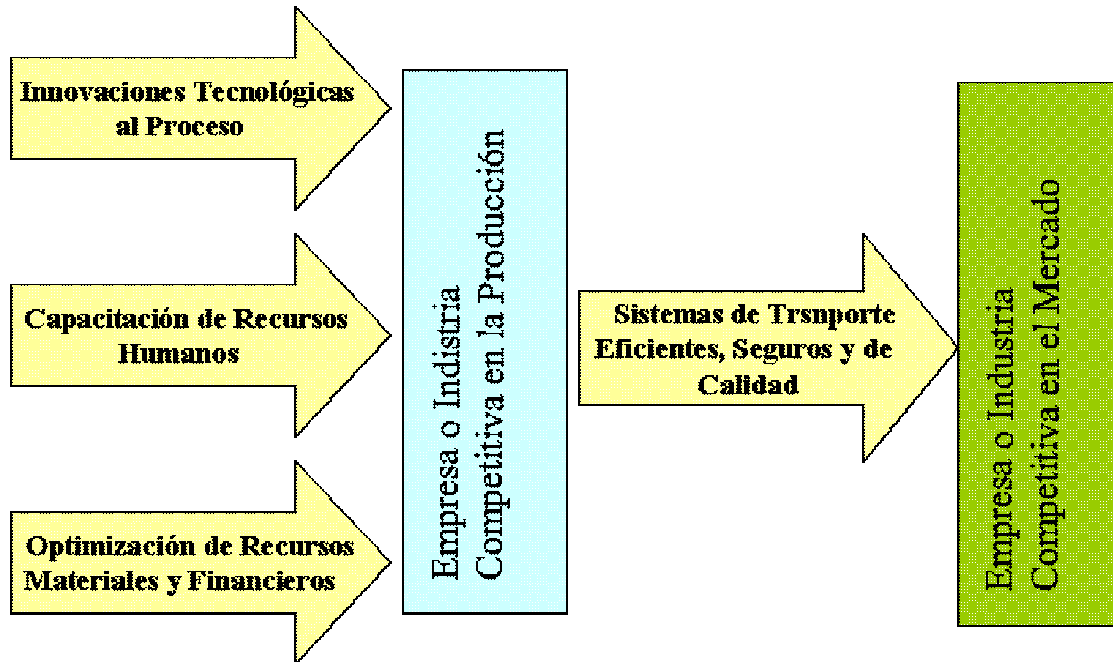 Innovaciones Tecnológicas
al Proceso
Capacitación de Recursos
Humanos
Optimización de Recursos
Materiales y Financieros
Empresa o Indistria
Competitiva en la Producción
Sistemas de Trsnporte
Eficientes, Seguros y de
Calidad
Empresa o Industria
Competitiva en el Mercado